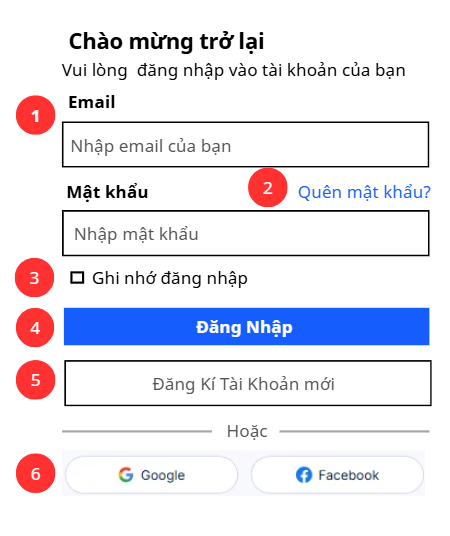 Chào mừng trở lại
Vui lòng đăng nhập vào tài khoản của bạn
1 Email
Nhập email của bạn
Mật khẩu 2 Quên mật khẩu?
Nhập mật khẩu
3 Ghi nhớ đăng nhập
4 Đăng Nhập
5 Đăng Kí Tài Khoản mới
Hoặc
6 Google Facebook